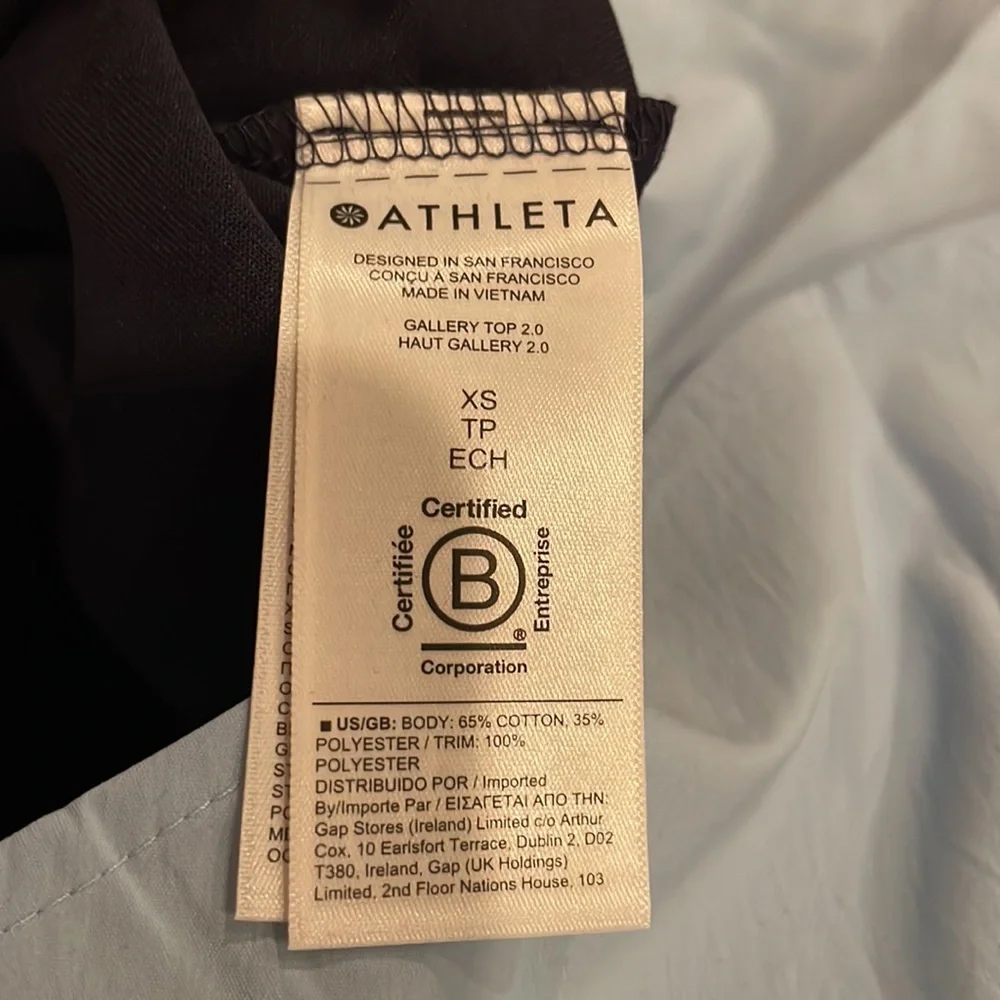 ATHLETA
DESIGNED IN SAN FRANCISCO
CONÇU À SAN FRANCISCO
MADE IN VIETNAM
GALLERY TOP 2.0
HAUT GALLERY 2.0
XS
TP
ECH
Certified
Certifiée
B
Entreprise
®
Corporation
■ US/GB: BODY: 65% COTTON, 35%
POLYESTER / TRIM: 100%
POLYESTER
DISTRIBUIDO POR / Imported
By/Importe Par / ΕΙΣΑΓΕΤΑΙ ΑΠΟ ΤΗΝ:
Gap Stores (Ireland) Limited c/o Arthur
Cox, 10 Earlsfort Terrace, Dublin 2, D02
T380, Ireland, Gap (UK Holdings)
Limited, 2nd Floor Nations House, 103